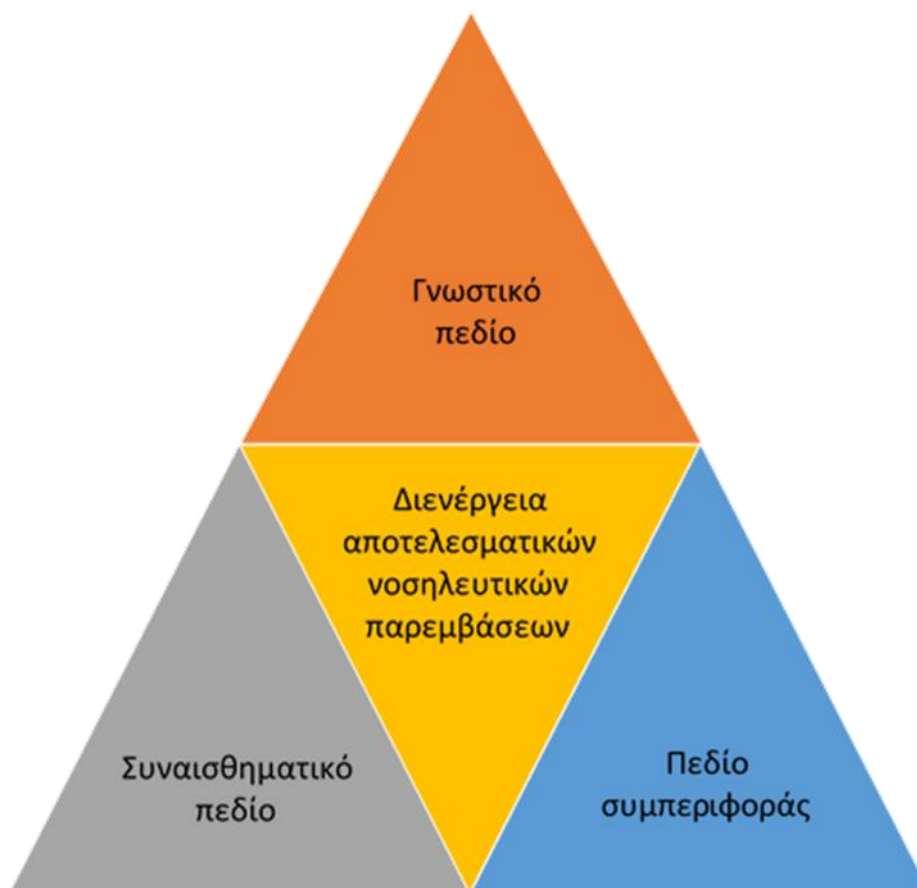 Γνωστικό
πεδίο
Διενέργεια
αποτελεσματικών
νοσηλευτικών
παρεμβάσεων
Συναισθηματικό
πεδίο
Πεδίο
συμπεριφοράς